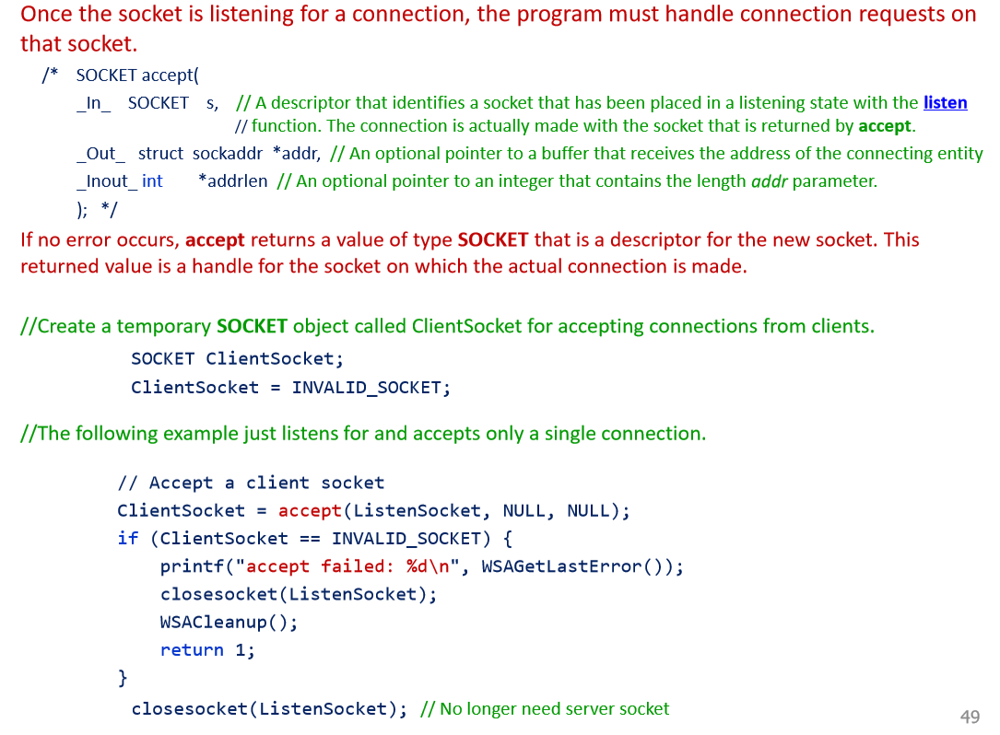 Once the socket is listening for a connection, the program must handle connection requests on
that socket.
/* SOCKET accept(
_In_ SOCKET s, // A descriptor that identifies a socket that has been placed in a listening state with the listen
// function. The connection is actually made with the socket that is returned by accept.
_Out_ struct sockaddr *addr, // An optional pointer to a buffer that receives the address of the connecting entity
_Inout_ int *addrlen // An optional pointer to an integer that contains the length addr parameter.
); */
If no error occurs, accept returns a value of type SOCKET that is a descriptor for the new socket. This
returned value is a handle for the socket on which the actual connection is made.
//Create a temporary SOCKET object called ClientSocket for accepting connections from clients.
SOCKET ClientSocket;
ClientSocket = INVALID_SOCKET;
//The following example just listens for and accepts only a single connection.
// Accept a client socket
ClientSocket = accept(ListenSocket, NULL, NULL);
if (ClientSocket == INVALID_SOCKET) {
printf("accept failed: %d\n", WSAGetLastError());
closesocket(ListenSocket);
WSACleanup();
return 1;
}
closesocket(ListenSocket); // No longer need server socket
49